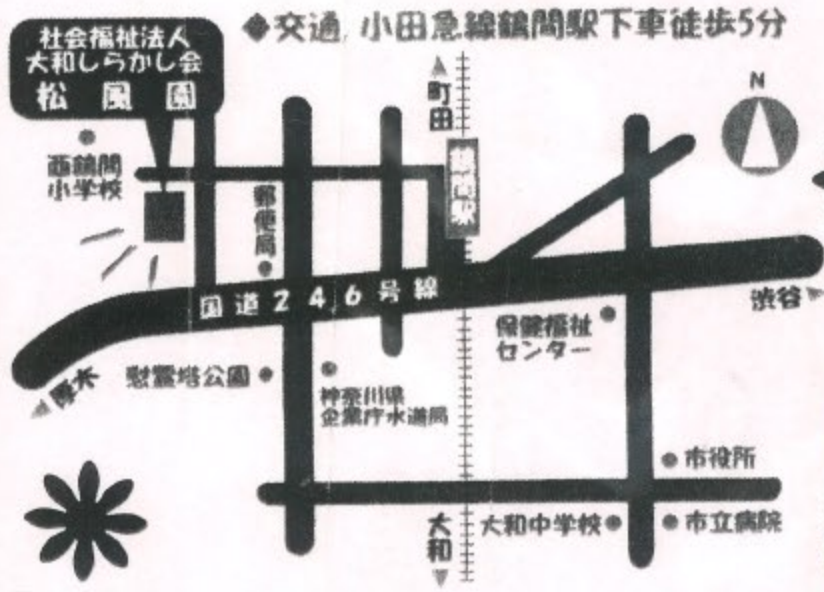 ◆交通 小田急線鶴間駅下車徒歩5分
社会福祉法人
大和しらかし会
松風園
▲
町田
N
西鶴間
小学校
郵便局
鶴間駅
国道246号線
渋谷▶
保健福祉
センター
◀厚木
慰霊塔公園
神奈川県
企業庁水道局
市役所
大和
▼
大和中学校
市立病院